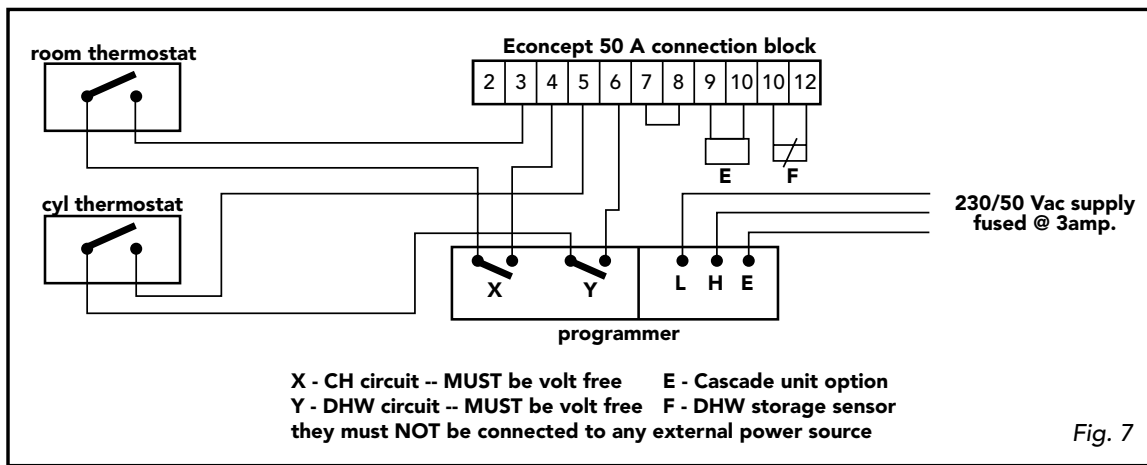 room thermostat
Econcept 50 A connection block
2 3 4 5 6 7 8 9 10 10 12
E F
cyl thermostat
230/50 Vac supply
fused @ 3amp.
X Y L H E
programmer
X - CH circuit -- MUST be volt free E - Cascade unit option
Y - DHW circuit -- MUST be volt free F - DHW storage sensor
they must NOT be connected to any external power source
Fig. 7